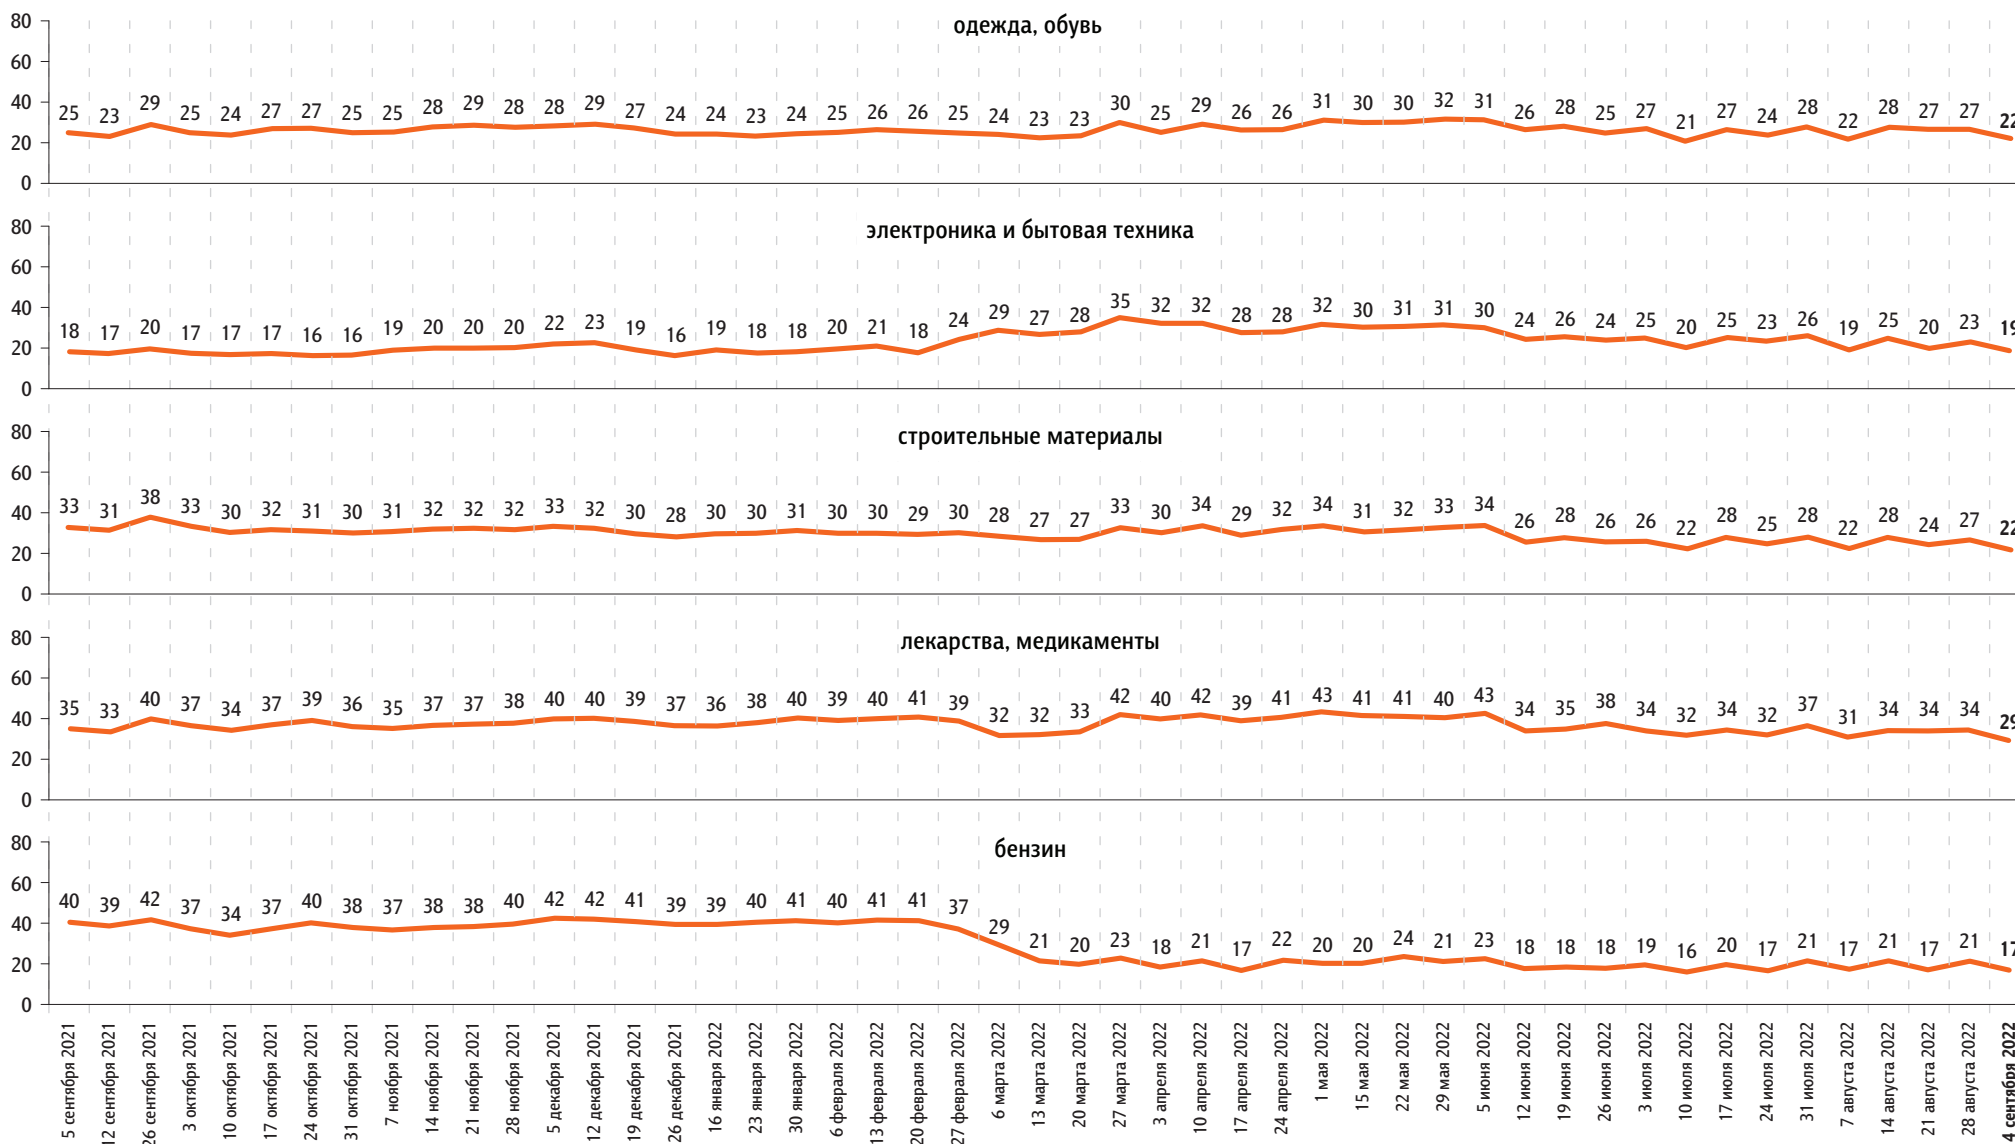 одежда, обувь
80
60
40
20
0
25 23 29 25 24 27 27 25 25 28 29 28 28 29 27 24 24 23 24 25 26 26 25 24 23 23 30 25 29 26 26 31 30 30 32 31 26 28 25 27 21 27 24 28 22 28 27 27 22
электроника и бытовая техника
80
60
40
20
0
18 17 20 17 17 17 16 16 19 20 20 20 22 23 19 16 19 18 18 20 21 18 24 29 27 28 35 32 32 28 28 32 30 31 31 30 24 26 24 25 20 25 23 26 19 25 20 23 19
строительные материалы
80
60
40
20
0
33 31 38 33 30 32 31 30 31 32 32 32 33 32 30 28 30 30 31 30 30 29 30 28 27 27 33 30 34 29 32 34 31 32 33 34 26 28 26 26 22 28 25 28 22 28 24 27 22
лекарства, медикаменты
80
60
40
20
0
35 33 40 37 34 37 39 36 35 37 37 38 40 40 39 37 36 38 40 39 40 41 39 32 32 33 42 40 42 39 41 43 41 41 40 43 34 35 38 34 32 34 32 37 31 34 34 34 29
бензин
80
60
40
20
0
40 39 42 37 34 37 40 38 37 38 38 40 42 42 41 39 39 40 41 40 41 41 37 29 21 20 23 18 21 17 22 20 20 24 21 23 18 18 18 19 16 20 17 21 17 21 17 21 17
5 сентября 2021
12 сентября 2021
26 сентября 2021
3 октября 2021
10 октября 2021
17 октября 2021
24 октября 2021
31 октября 2021
7 ноября 2021
14 ноября 2021
21 ноября 2021
28 ноября 2021
5 декабря 2021
12 декабря 2021
19 декабря 2021
26 декабря 2021
16 января 2022
23 января 2022
30 января 2022
6 февраля 2022
13 февраля 2022
20 февраля 2022
27 февраля 2022
6 марта 2022
13 марта 2022
20 марта 2022
27 марта 2022
3 апреля 2022
10 апреля 2022
17 апреля 2022
24 апреля 2022
1 мая 2022
15 мая 2022
22 мая 2022
29 мая 2022
5 июня 2022
12 июня 2022
19 июня 2022
26 июня 2022
3 июля 2022
10 июля 2022
17 июля 2022
24 июля 2022
31 июля 2022
7 августа 2022
14 августа 2022
21 августа 2022
28 августа 2022
4 сентября 2022